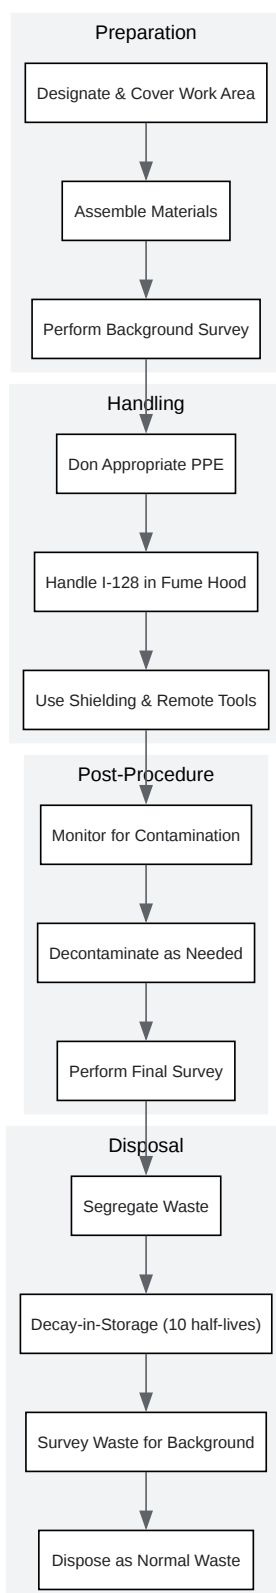 Preparation
Designate & Cover Work Area
Assemble Materials
Perform Background Survey
Handling
Don Appropriate PPE
Handle I-128 in Fume Hood
Use Shielding & Remote Tools
Post-Procedure
Monitor for Contamination
Decontaminate as Needed
Perform Final Survey
Disposal
Segregate Waste
Decay-in-Storage (10 half-lives)
Survey Waste for Background
Dispose as Normal Waste